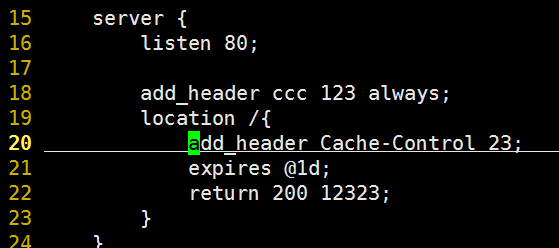 15 server {
16 listen 80;
17
18 add_header ccc 123 always;
19 location /{
20 add_header Cache-Control 23;
21 expires @1d;
22 return 200 12323;
23 }
24 }